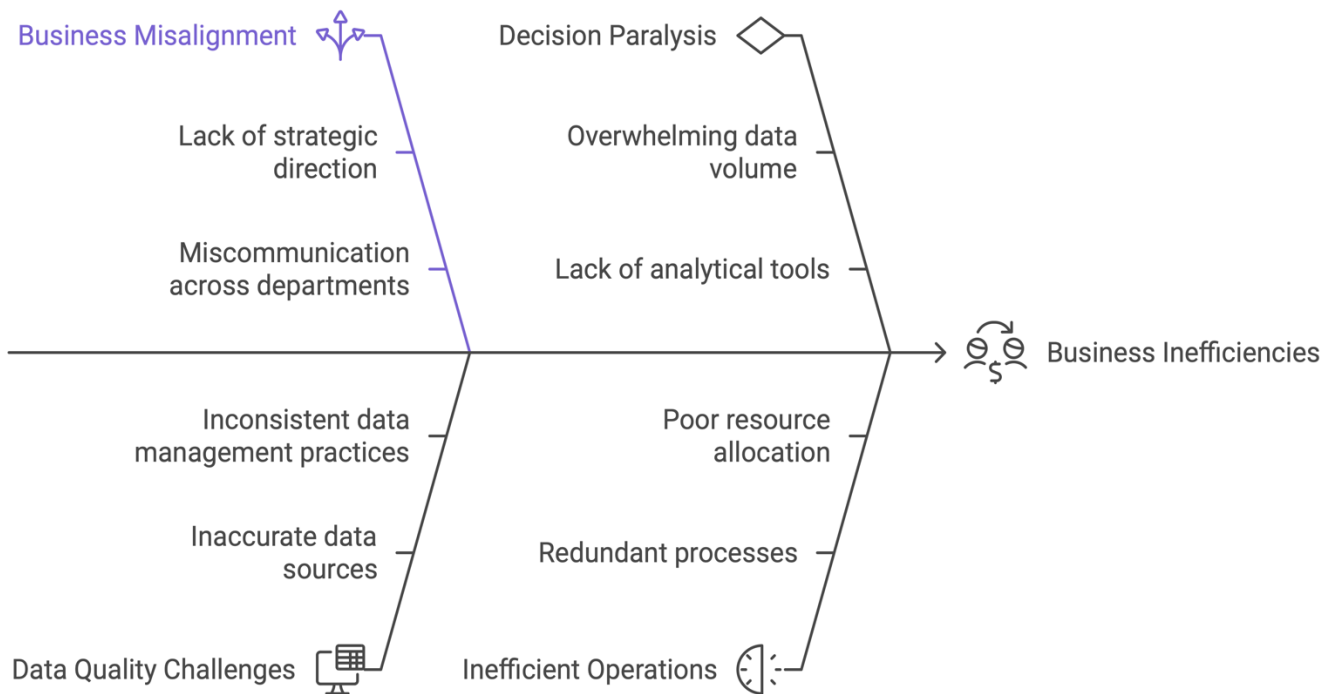 Business Misalignment
Decision Paralysis
Lack of strategic
direction
Overwhelming data
volume
Miscommunication
across departments
Lack of analytical tools
Business Inefficiencies
$
Inconsistent data
management practices
Poor resource
allocation
Inaccurate data
sources
Redundant processes
Data Quality Challenges
Inefficient Operations